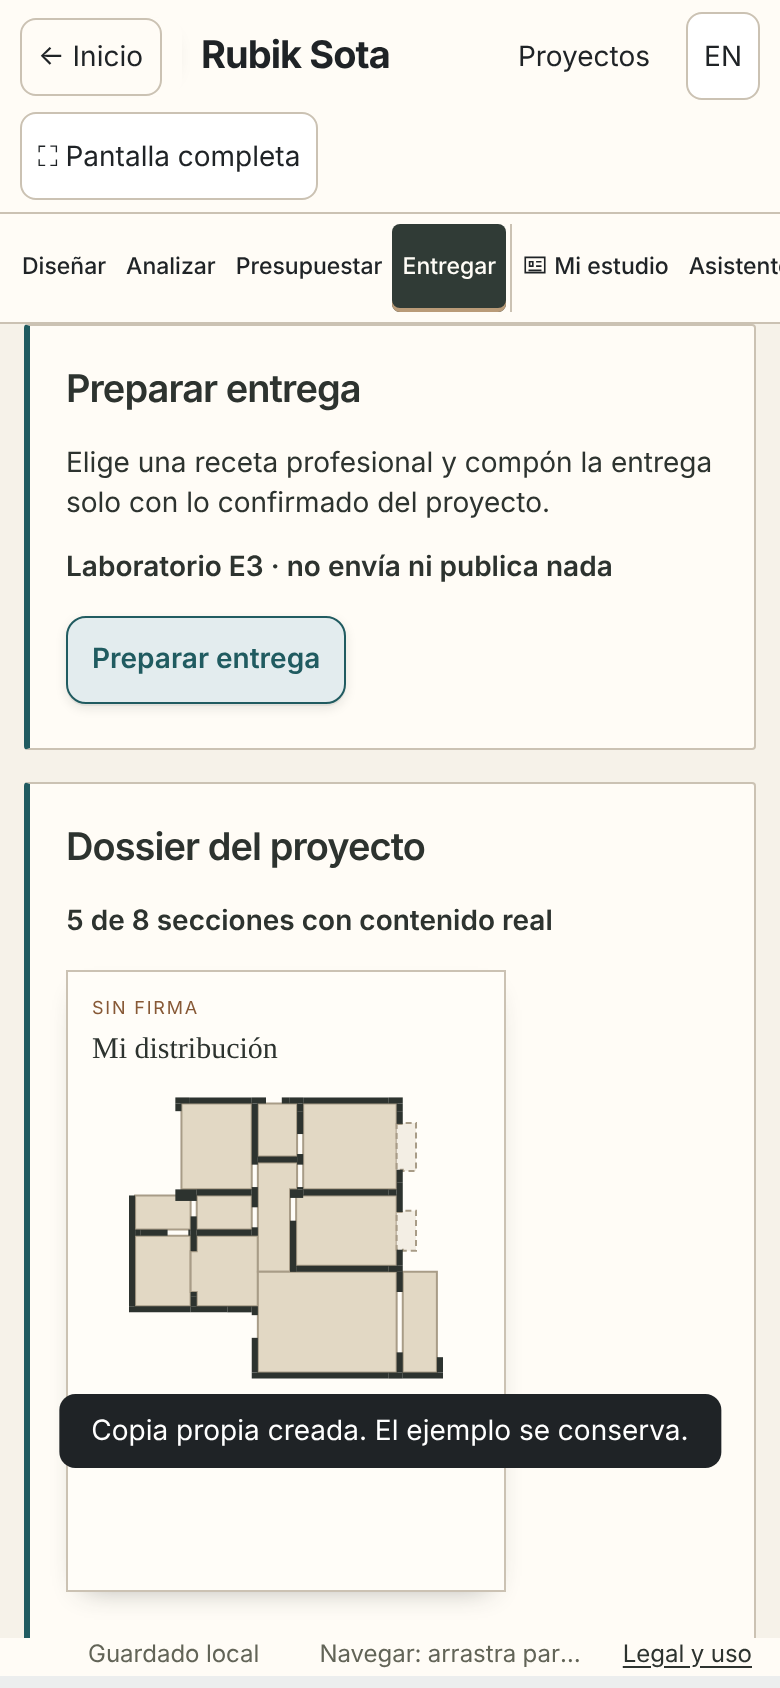 ← Inicio
Rubik Sota
Proyectos
EN
Pantalla completa
Diseñar
Analizar
Presupuestar
Entregar
Mi estudio
Preparar entrega
Elige una receta profesional y compón la entrega
solo con lo confirmado del proyecto.
Laboratorio E3 · no envía ni publica nada
Preparar entrega
Dossier del proyecto
5 de 8 secciones con contenido real
SIN FIRMA
Mi distribución
Copia propia creada. El ejemplo se conserva.
Guardado local
Navegar: arrastra par...
Legal y uso